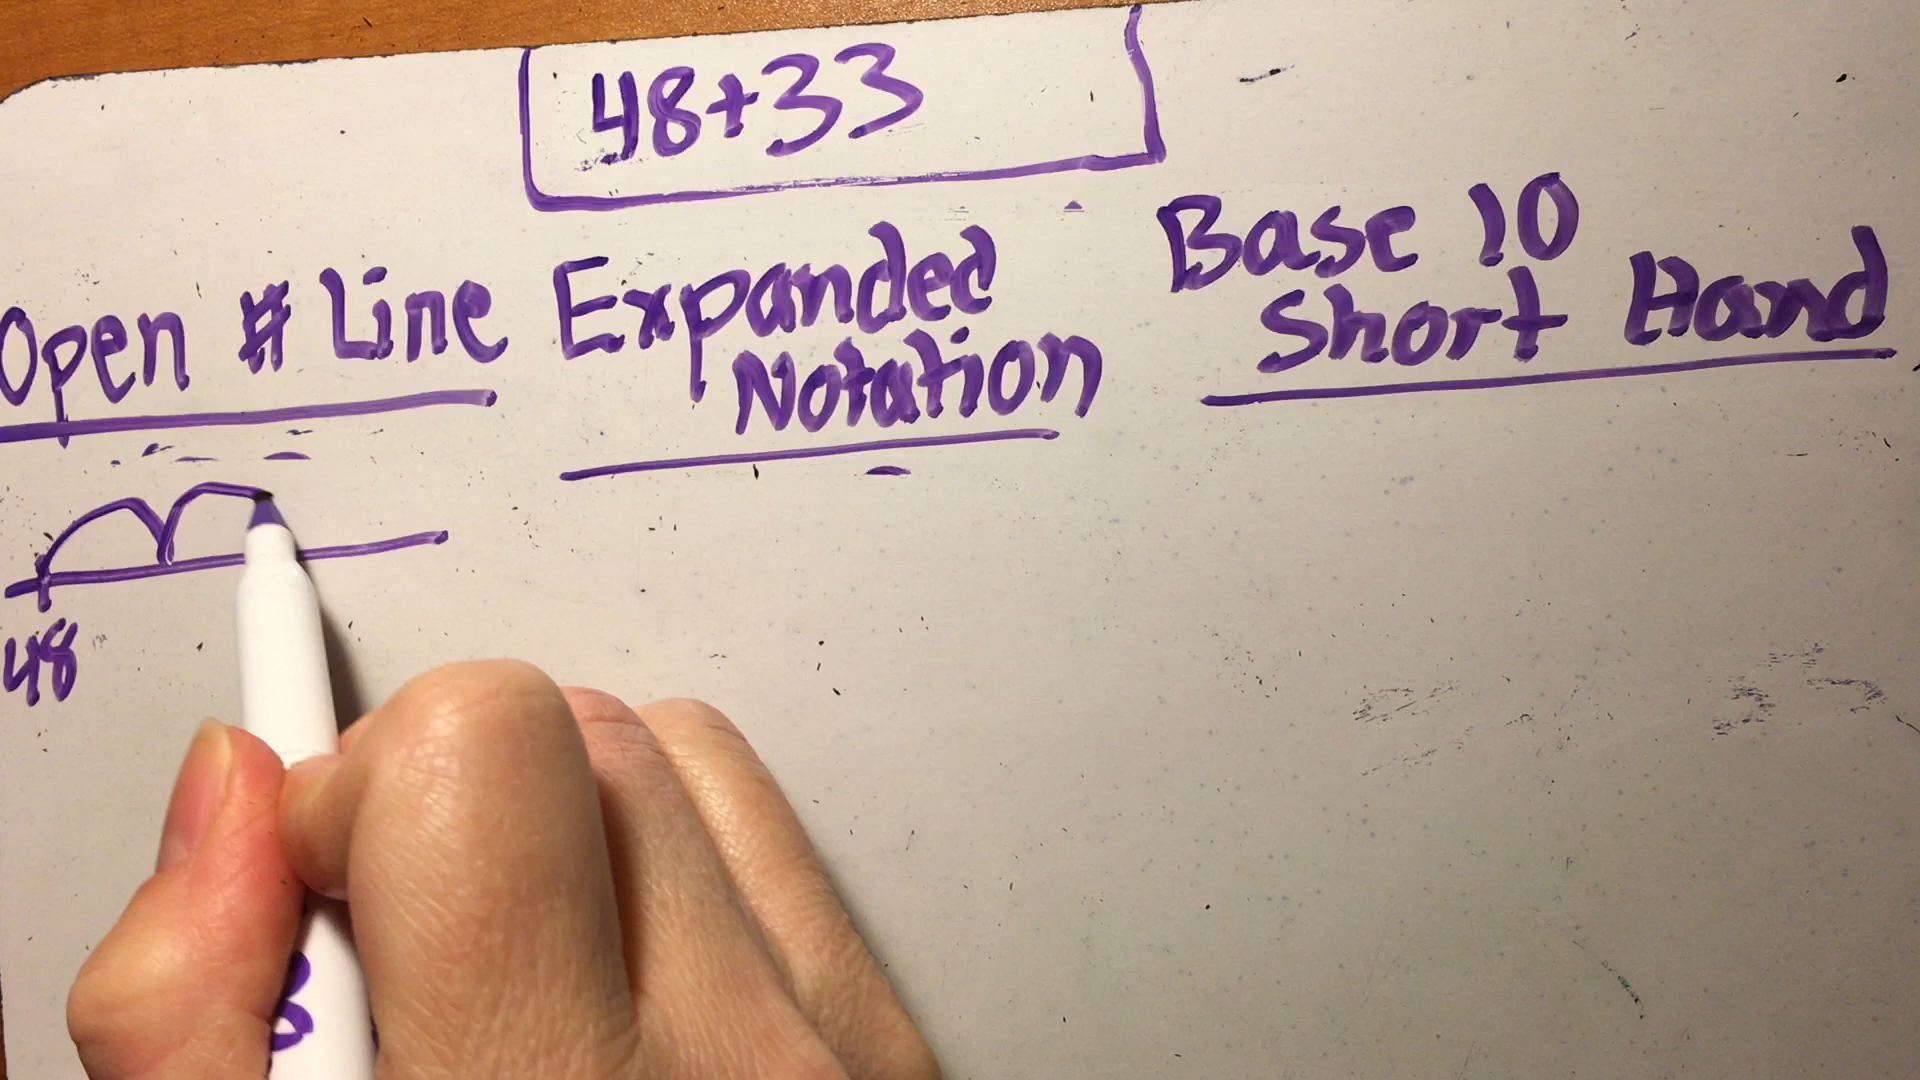 48+33
Open # Line
Expanded
Notation
Base 10
Short Hand
48